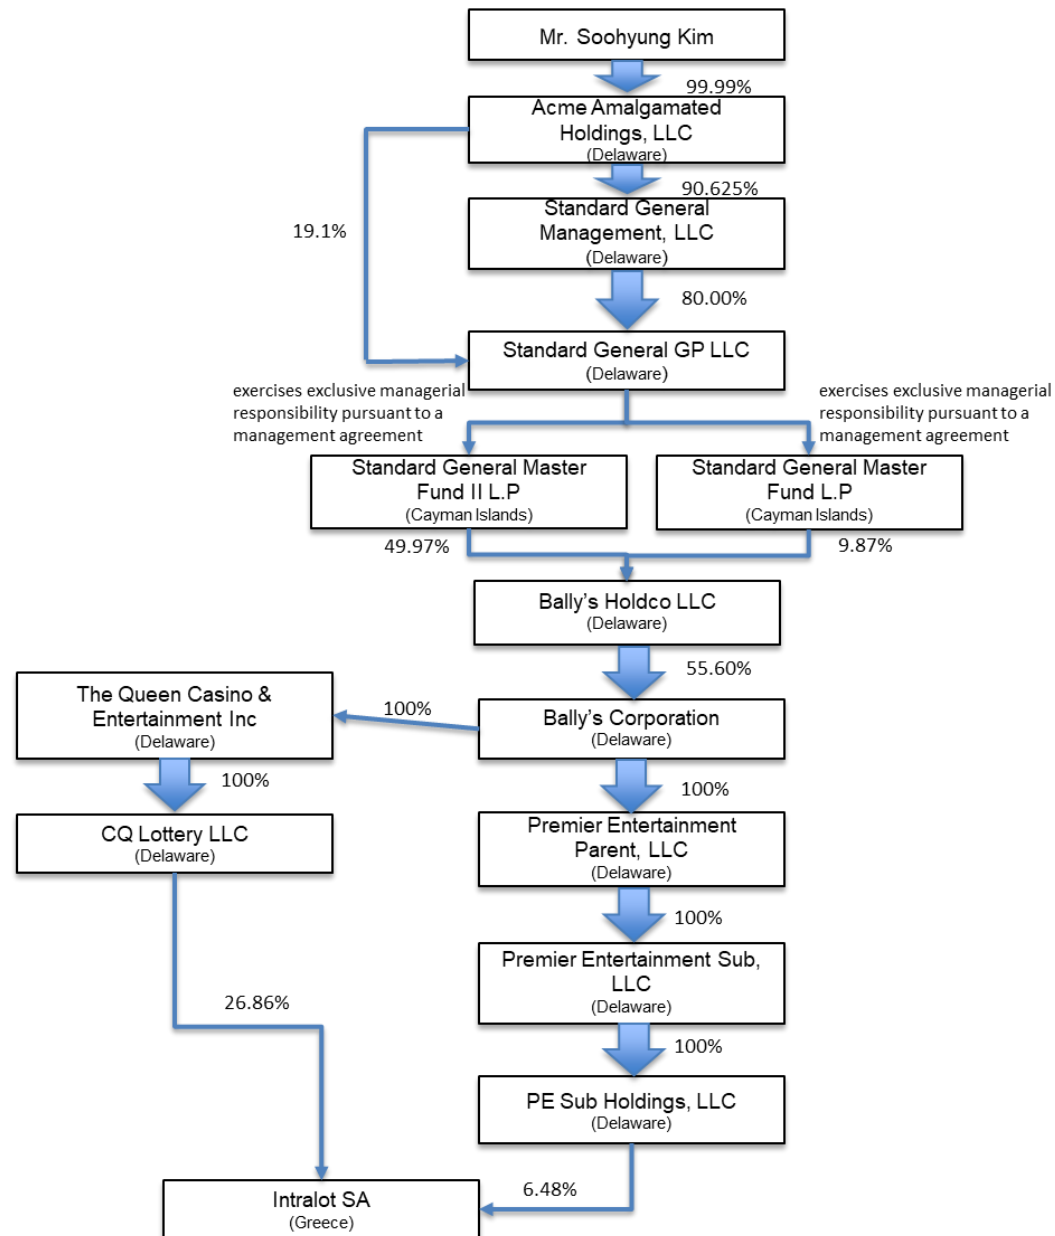 Mr. Soohyung Kim
99.99%
Acme Amalgamated
Holdings, LLC
(Delaware)
90.625%
19.1%
Standard General
Management, LLC
(Delaware)
80.00%
Standard General GP LLC
(Delaware)
exercises exclusive managerial
responsibility pursuant to a
management agreement
exercises exclusive managerial
responsibility pursuant to a
management agreement
Standard General Master
Fund II L.P
(Cayman Islands)
Standard General Master
Fund L.P
(Cayman Islands)
49.97%
9.87%
Bally’s Holdco LLC
(Delaware)
55.60%
The Queen Casino &
Entertainment Inc
(Delaware)
100%
Bally’s Corporation
(Delaware)
100%
100%
CQ Lottery LLC
(Delaware)
Premier Entertainment
Parent, LLC
(Delaware)
100%
Premier Entertainment Sub,
LLC
(Delaware)
26.86%
100%
PE Sub Holdings, LLC
(Delaware)
6.48%
Intralot SA
(Greece)